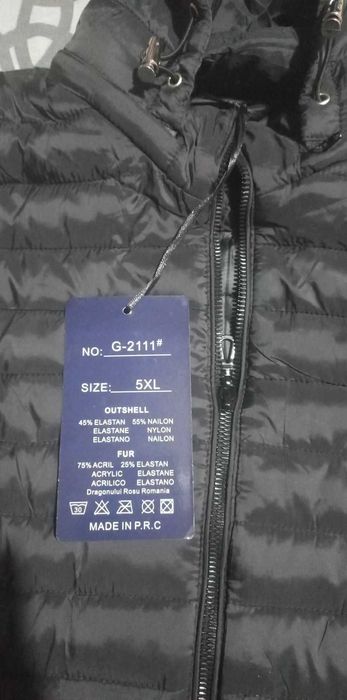 NO: G-2111#
SIZE: 5XL
OUTSHELL
45% ELASTAN 55% NAILON
ELASTANE NYLON
ELASTANO NAILON
FUR
75% ACRIL 25% ELASTAN
ACRYLIC ELASTANE
ACRILICO ELASTANO
Dragonului Rosu Romania
30
MADE IN P.R.C